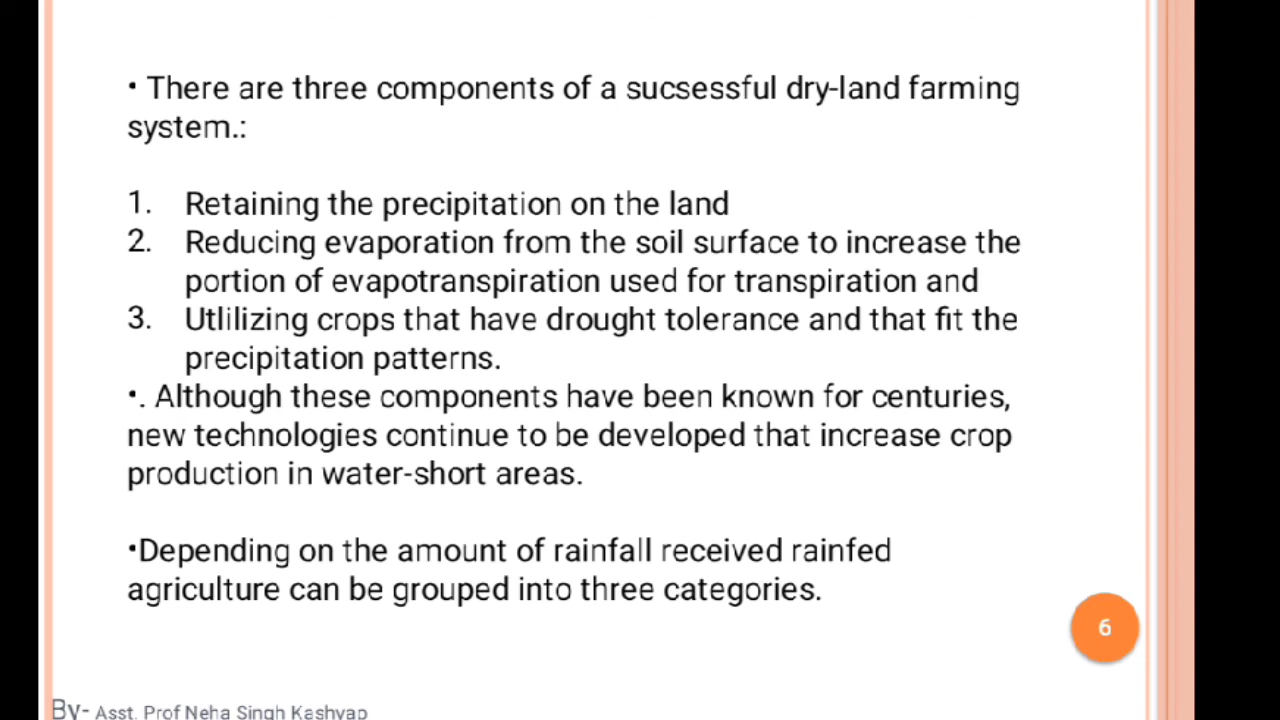 • There are three components of a sucsessful dry-land farming
system.:
1. Retaining the precipitation on the land
2. Reducing evaporation from the soil surface to increase the
portion of evapotranspiration used for transpiration and
3. Utlilizing crops that have drought tolerance and that fit the
precipitation patterns.
•. Although these components have been known for centuries,
new technologies continue to be developed that increase crop
production in water-short areas.
•Depending on the amount of rainfall received rainfed
agriculture can be grouped into three categories.
6
By- Asst. Prof Neha Singh Kashyap